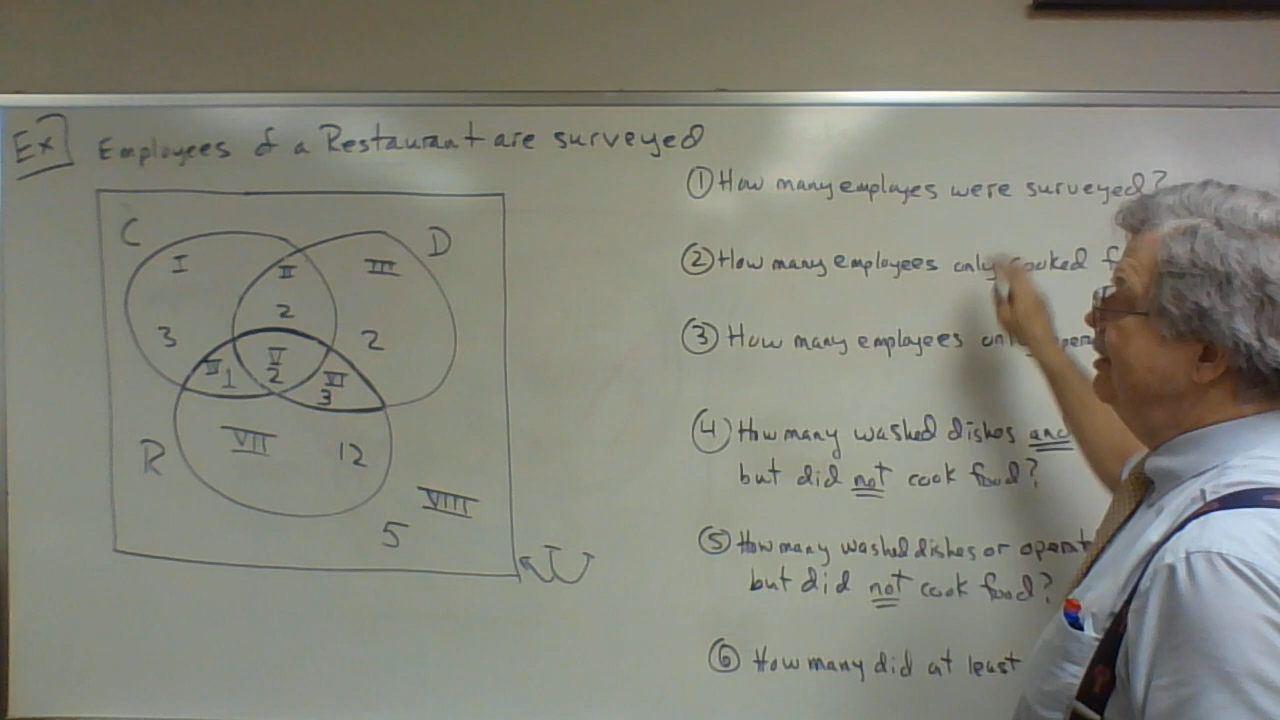 Ex Employees of a Restaurant are surveyed
C
D
I
II
III
2
3
2
IV 1
V
2
VI
3
R
VII
12
VIII
5
U
① How many employes were surveyed?
② How many employees only cooked
③ How many employees only
④ How many washed dishes and
but did not cook food?
⑤ How many washed dishes or
but did not cook food?
⑥ How many did at least